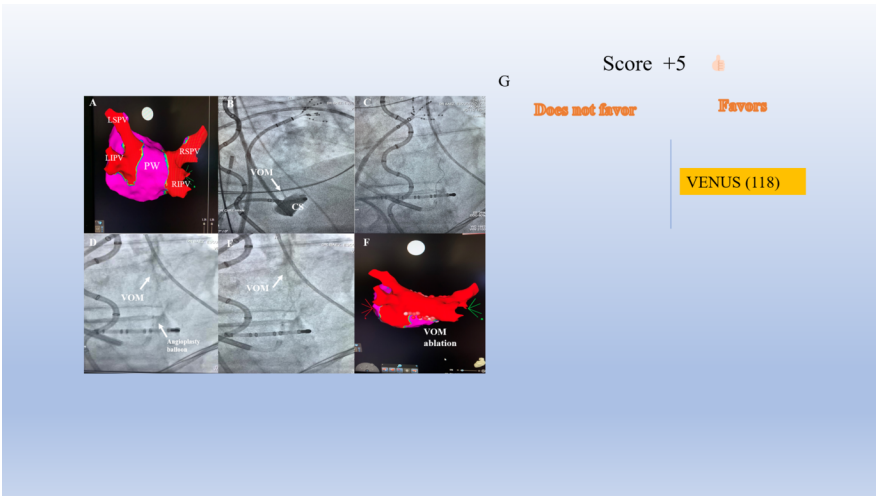 Score +5
G
Does not favor
Favors
VENUS (118)
A
LSPV
LIPV
PW
RSPV
RIPV
B
VOM
CS
C
D
VOM
Angioplasty
balloon
E
VOM
F
VOM
ablation